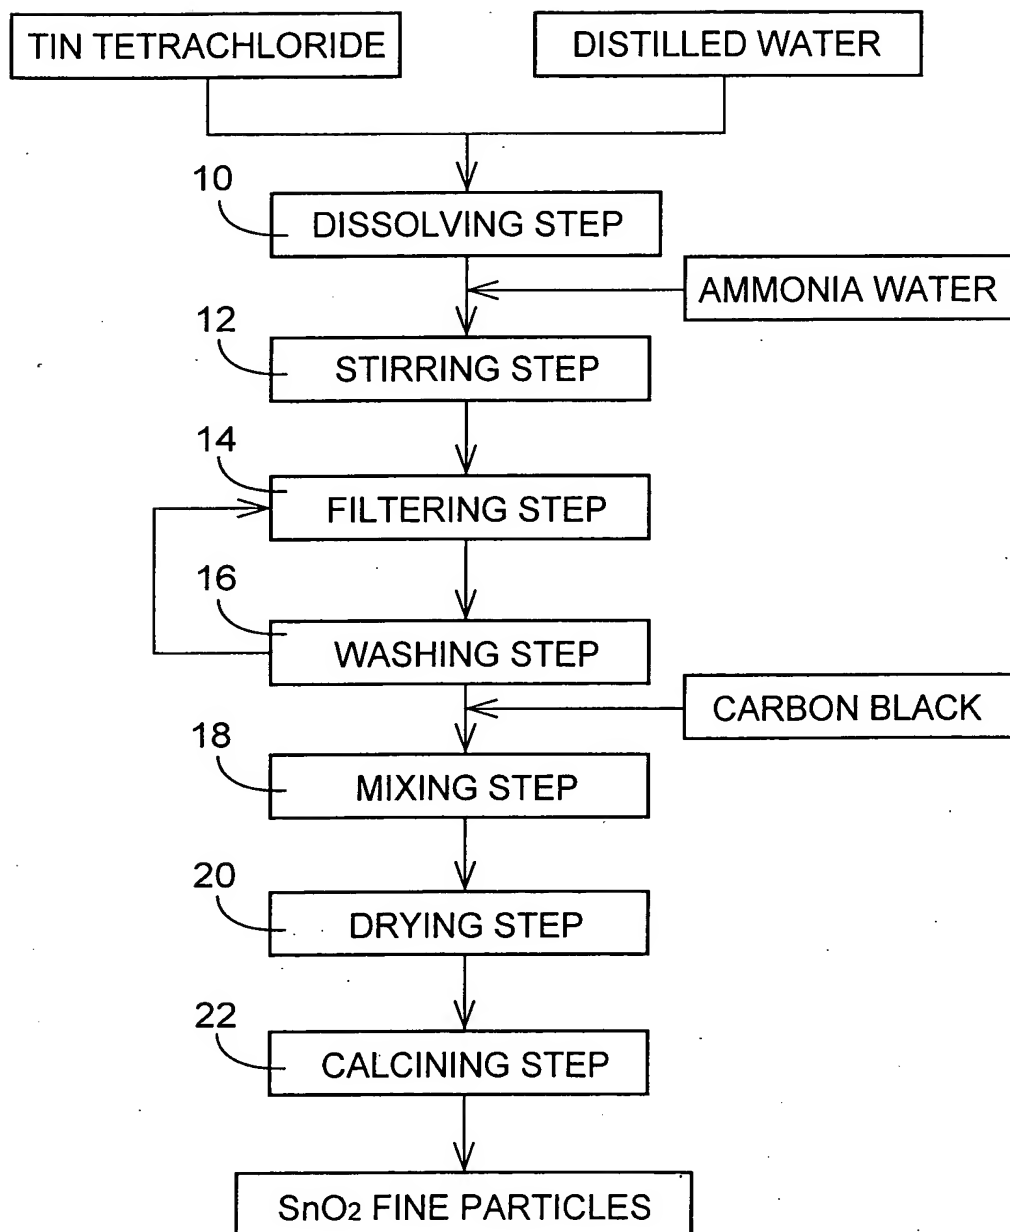 TIN TETRACHLORIDE
DISTILLED WATER
10
DISSOLVING STEP
AMMONIA WATER
12
STIRRING STEP
14
FILTERING STEP
16
WASHING STEP
CARBON BLACK
18
MIXING STEP
20
DRYING STEP
22
CALCINING STEP
SnO2 FINE PARTICLES